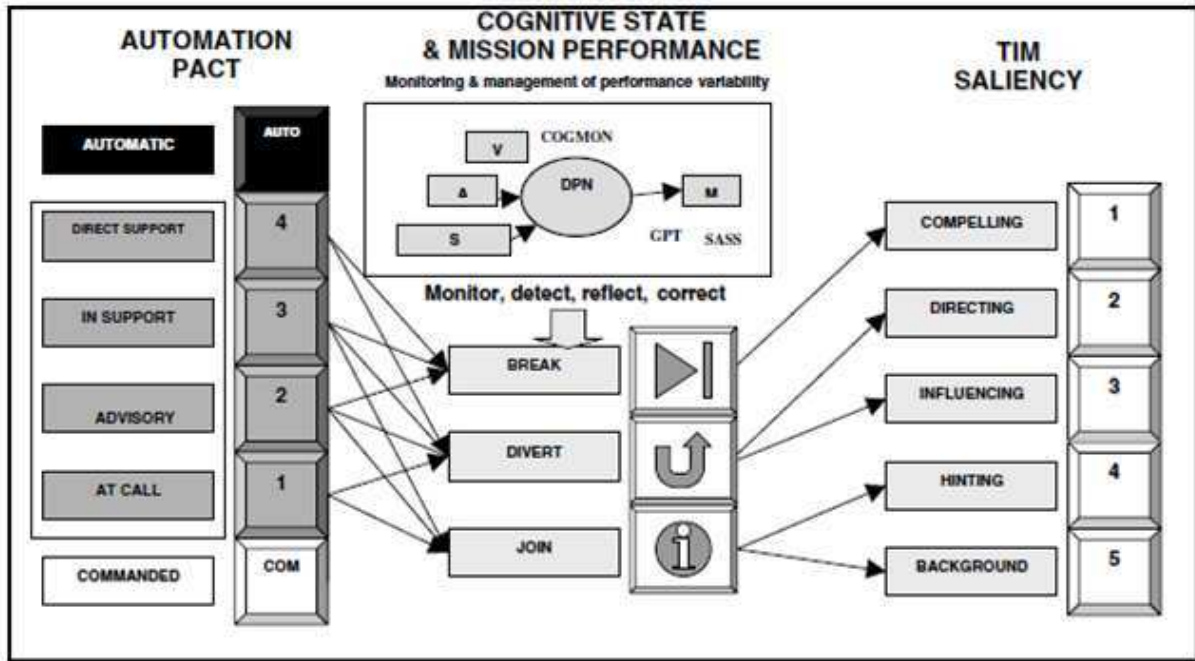 AUTOMATION
PACT
COGNITIVE STATE
& MISSION PERFORMANCE
Monitoring & management of performance variability
TIM
SALIENCY
AUTOMATIC
AUTO
DIRECT SUPPORT
4
IN SUPPORT
3
ADVISORY
2
AT CALL
1
COMMANDED
COM
V
COGMON
A
DPN
M
S
GPT
SASS
Monitor, detect, reflect, correct
BREAK
DIVERT
JOIN
i
COMPELLING
1
DIRECTING
2
INFLUENCING
3
HINTING
4
BACKGROUND
5